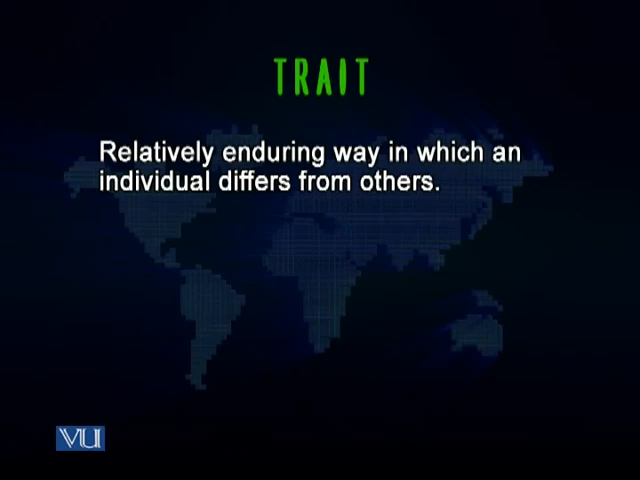 TRAIT
Relatively enduring way in which an
individual differs from others.
VU